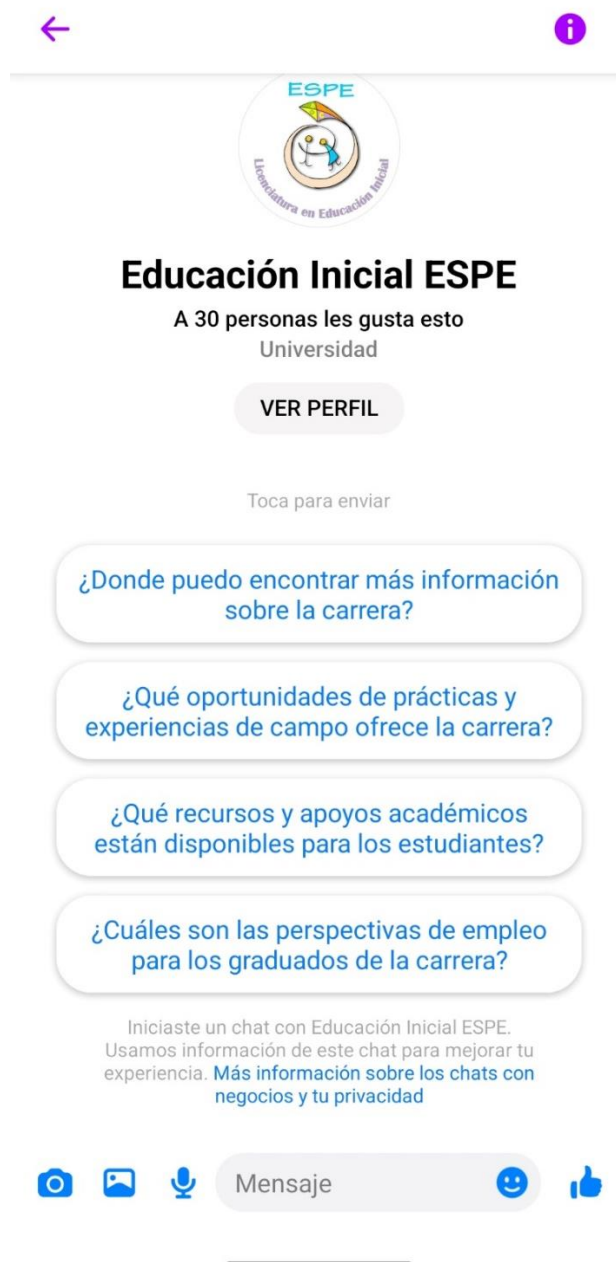 ESPE
Licenciatura en Educación Inicial
Educación Inicial ESPE
A 30 personas les gusta esto
Universidad
VER PERFIL
Toca para enviar
¿Donde puedo encontrar más información
sobre la carrera?
¿Qué oportunidades de prácticas y
experiencias de campo ofrece la carrera?
¿Qué recursos y apoyos académicos
están disponibles para los estudiantes?
¿Cuáles son las perspectivas de empleo
para los graduados de la carrera?
Iniciaste un chat con Educación Inicial ESPE.
Usamos información de este chat para mejorar tu
experiencia. Más información sobre los chats con
negocios y tu privacidad
Mensaje